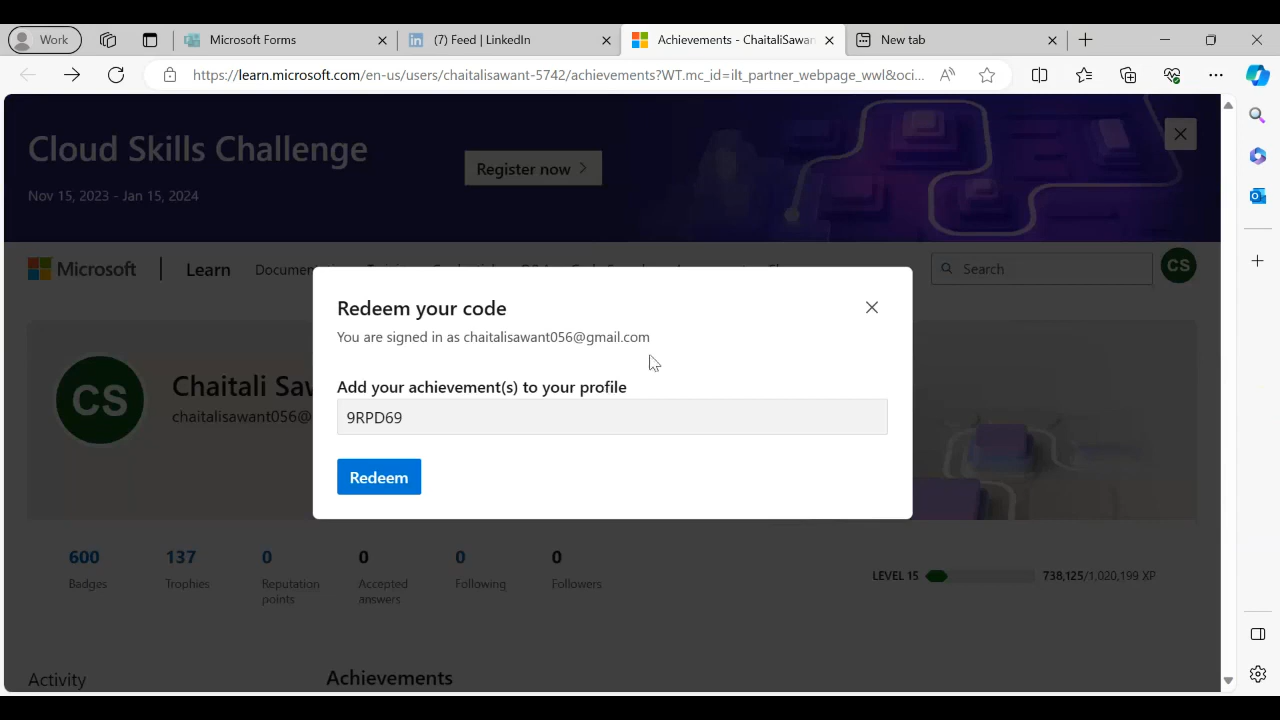 Work
Microsoft Forms
(7) Feed | LinkedIn
Achievements - ChaitaliSawan
New tab
https://learn.microsoft.com/en-us/users/chaitalisawant-5742/achievements?WT.mc_id=ilt_partner_webpage_wwl&oci...
Cloud Skills Challenge
Register now
Nov 15, 2023 - Jan 15, 2024
Microsoft
Learn
Search
CS
Redeem your code
You are signed in as chaitalisawant056@gmail.com
CS
Chaitali Sa
chaitalisawant056@
Add your achievement(s) to your profile
9RPD69
Redeem
600
137
0
0
0
0
Badges
Trophies
Reputation points
Accepted answers
Following
Followers
LEVEL 15
738,125/1,020,199 XP
Activity
Achievements